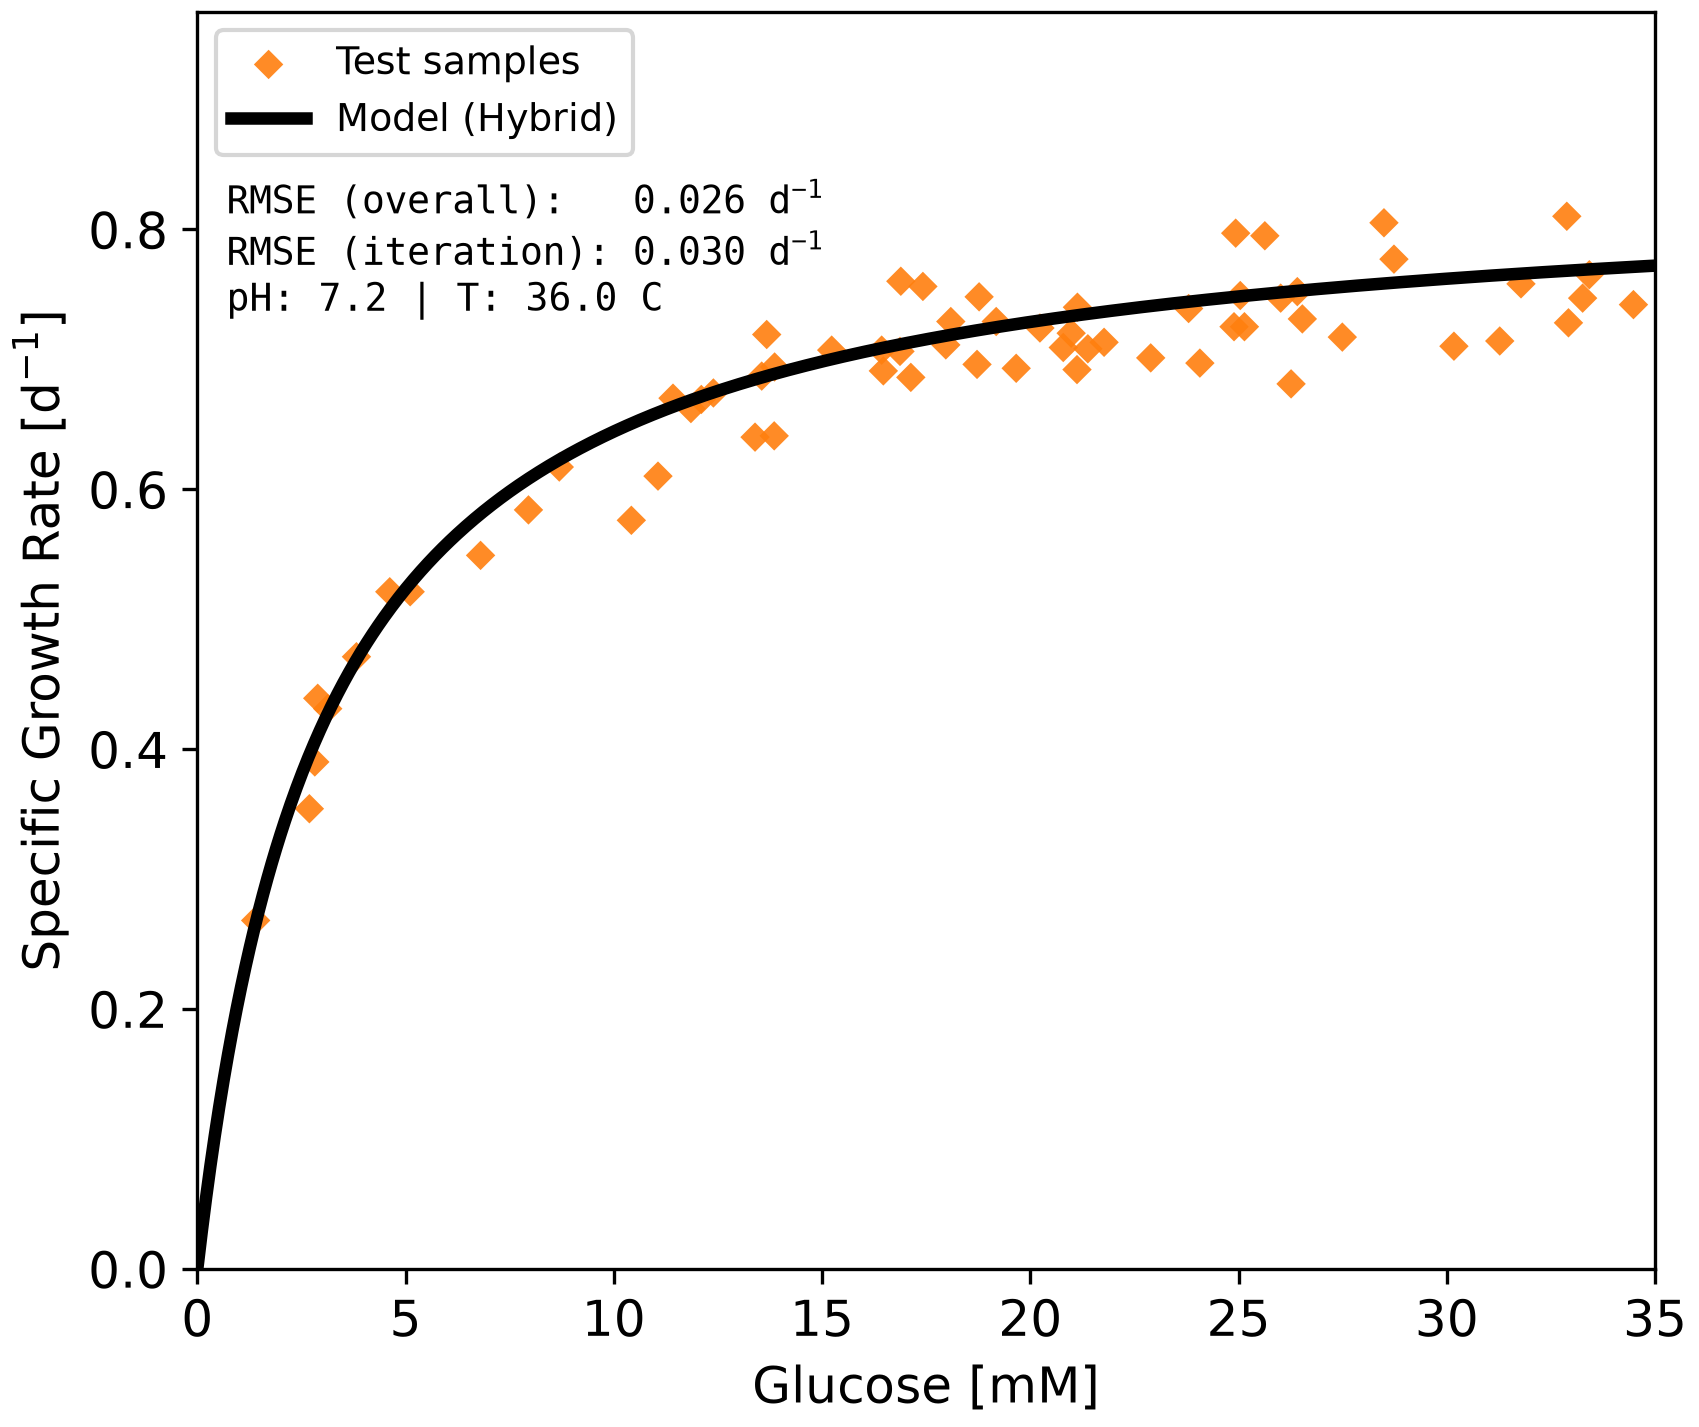 Test samples
Model (Hybrid)
RMSE (overall):   0.026 d⁻¹
RMSE (iteration): 0.030 d⁻¹
pH: 7.2 | T: 36.0 C
Specific Growth Rate [d⁻¹]
0.8
0.6
0.4
0.2
0.0
0 5 10 15 20 25 30 35
Glucose [mM]